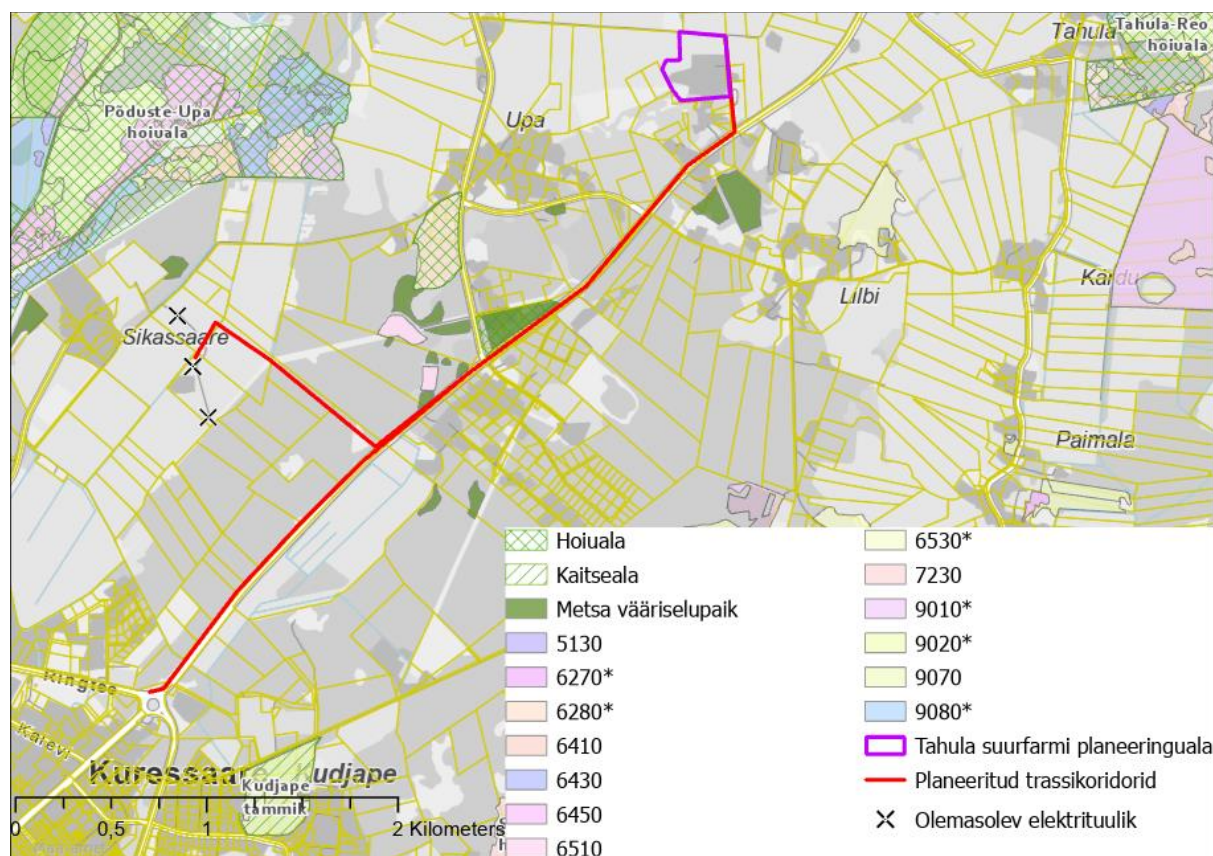 Tahula
Tahula-Reo
hoiuala
Põduste-Upa
hoiuala
Upa
Kärdu
Lilbi
Sikassaare
Paimala
Hoiuala
Kaitseala
Metsa vääriselupaik
5130
6270*
6280*
6410
6430
6450
6510
6530*
7230
9010*
9020*
9070
9080*
Tahula suurfarmi planeeringuala
Planeeritud trassikoridorid
Olemasolev elektrituulik
Ringtee
Karevj
Kuressaare
Kudjape
Kudjape
tammik
0 0,5 1 2 Kilometers